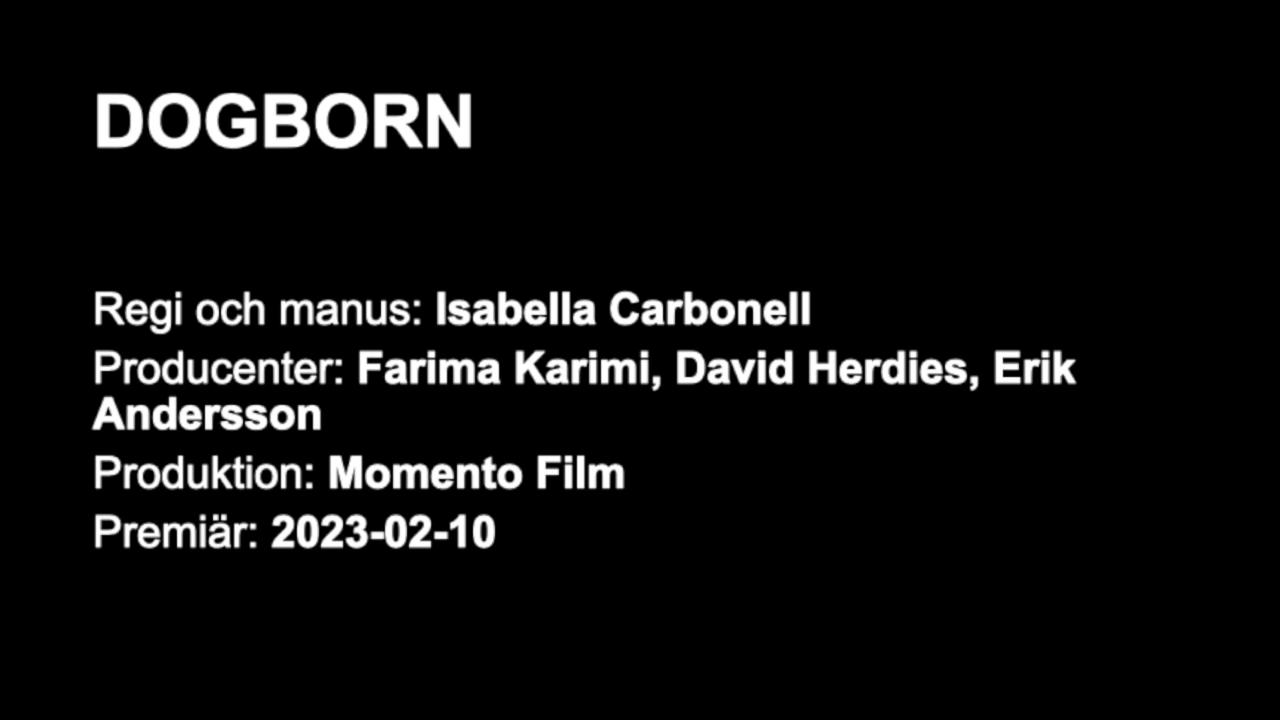 DOGBORN
Regi och manus: Isabella Carbonell
Producenter: Farima Karimi, David Herdies, Erik
Andersson
Produktion: Momento Film
Premiär: 2023-02-10